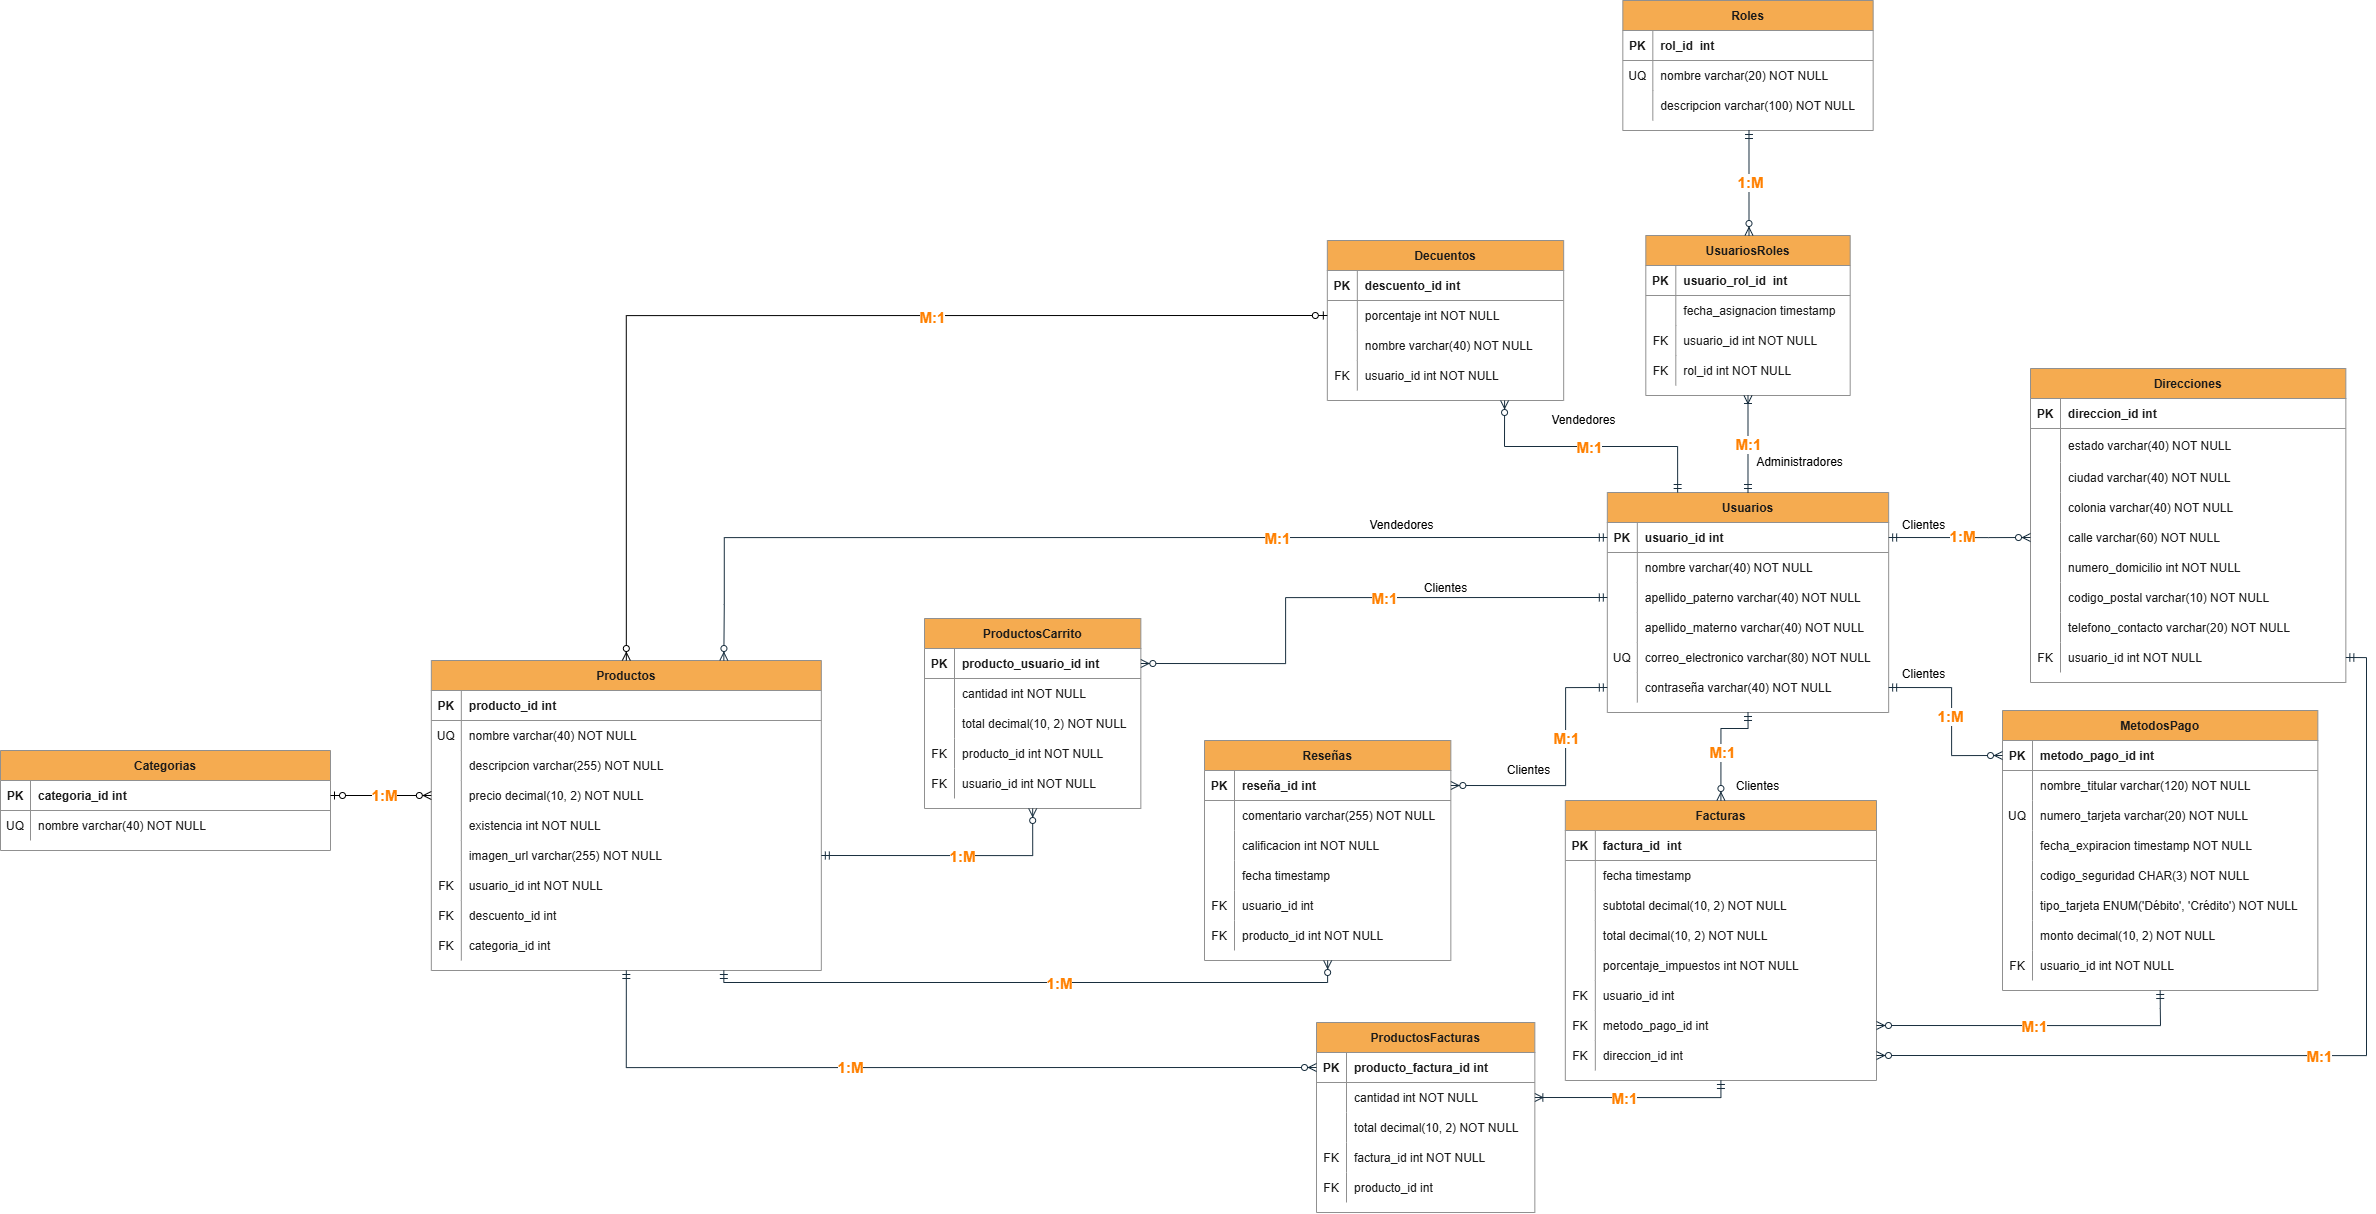 Roles
PK rol_id int
UQ nombre varchar(20) NOT NULL
descripcion varchar(100) NOT NULL
1:M
UsuariosRoles
PK usuario_rol_id int
fecha_asignacion timestamp
FK usuario_id int NOT NULL
FK rol_id int NOT NULL
M:1
Administradores
Decuentos
PK descuento_id int
porcentaje int NOT NULL
nombre varchar(40) NOT NULL
FK usuario_id int NOT NULL
M:1
Vendedores
M:1
Direcciones
PK direccion_id int
estado varchar(40) NOT NULL
ciudad varchar(40) NOT NULL
colonia varchar(40) NOT NULL
calle varchar(60) NOT NULL
numero_domicilio int NOT NULL
codigo_postal varchar(10) NOT NULL
telefono_contacto varchar(20) NOT NULL
FK usuario_id int NOT NULL
Usuarios
PK usuario_id int
nombre varchar(40) NOT NULL
apellido_paterno varchar(40) NOT NULL
apellido_materno varchar(40) NOT NULL
UQ correo_electronico varchar(80) NOT NULL
contraseña varchar(40) NOT NULL
Clientes
1:M
Vendedores
M:1
Clientes
M:1
Clientes
1:M
M:1
Clientes
M:1
Clientes
ProductosCarrito
PK producto_usuario_id int
cantidad int NOT NULL
total decimal(10, 2) NOT NULL
FK producto_id int NOT NULL
FK usuario_id int NOT NULL
1:M
Productos
PK producto_id int
UQ nombre varchar(40) NOT NULL
descripcion varchar(255) NOT NULL
precio decimal(10, 2) NOT NULL
existencia int NOT NULL
imagen_url varchar(255) NOT NULL
FK usuario_id int NOT NULL
FK descuento_id int
FK categoria_id int
Categorias
PK categoria_id int
UQ nombre varchar(40) NOT NULL
1:M
Reseñas
PK reseña_id int
comentario varchar(255) NOT NULL
calificacion int NOT NULL
fecha timestamp
FK usuario_id int
FK producto_id int NOT NULL
1:M
MetodosPago
PK metodo_pago_id int
nombre_titular varchar(120) NOT NULL
UQ numero_tarjeta varchar(20) NOT NULL
fecha_expiracion timestamp NOT NULL
codigo_seguridad CHAR(3) NOT NULL
tipo_tarjeta ENUM('Débito', 'Crédito') NOT NULL
monto decimal(10, 2) NOT NULL
FK usuario_id int NOT NULL
Facturas
PK factura_id int
fecha timestamp
subtotal decimal(10, 2) NOT NULL
total decimal(10, 2) NOT NULL
porcentaje_impuestos int NOT NULL
FK usuario_id int
FK metodo_pago_id int
FK direccion_id int
M:1
M:1
ProductosFacturas
PK producto_factura_id int
cantidad int NOT NULL
total decimal(10, 2) NOT NULL
FK factura_id int NOT NULL
FK producto_id int
1:M
M:1